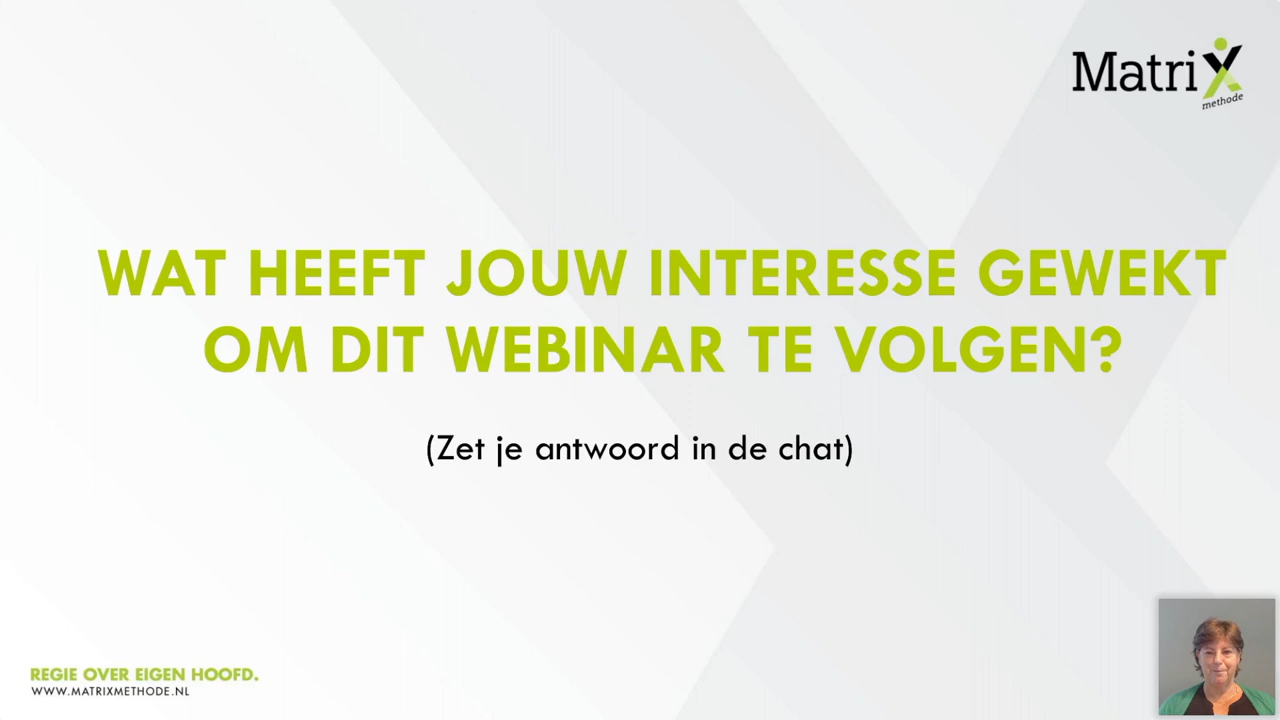 MatriX
methode
WAT HEEFT JOUW INTERESSE GEWEKT
OM DIT WEBINAR TE VOLGEN?
(Zet je antwoord in de chat)
REGIE OVER EIGEN HOOFD.
WWW.MATRIXMETHODE.NL